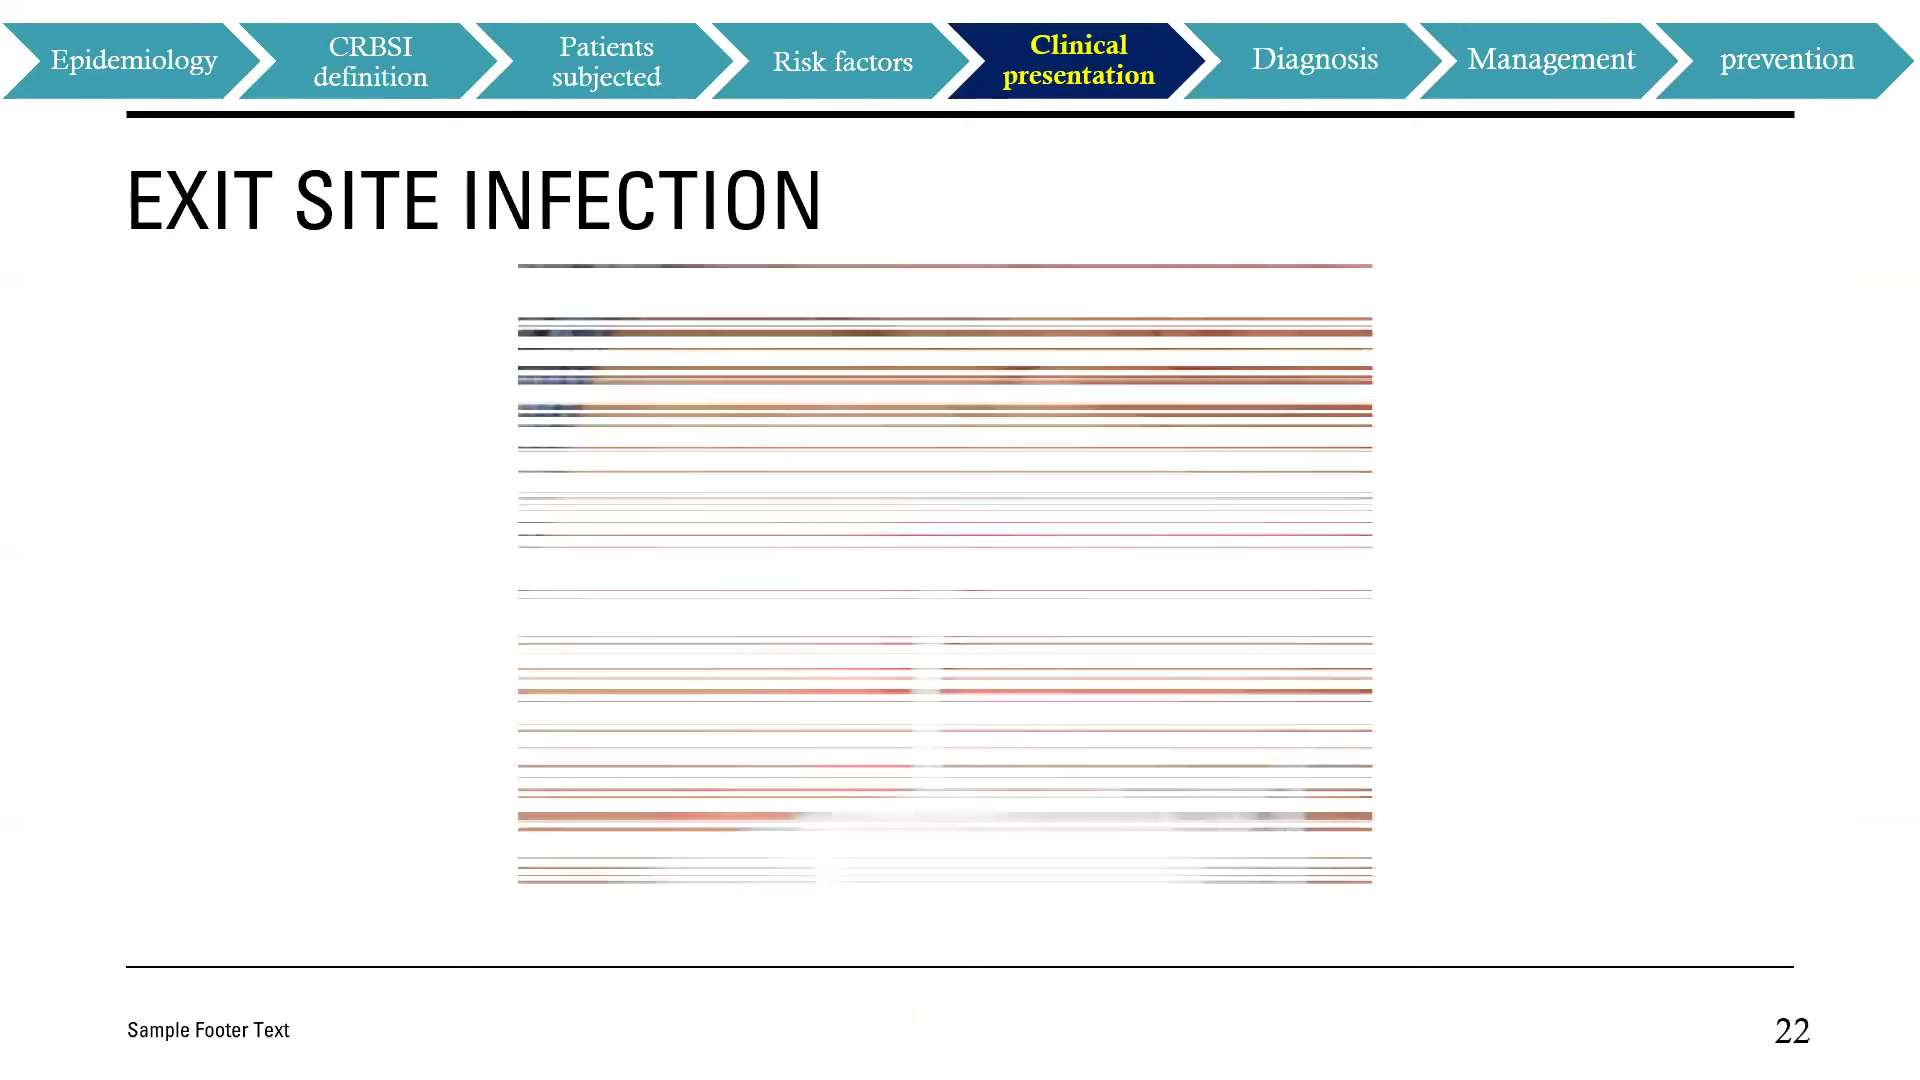 Epidemiology
CRBSI
definition
Patients
subjected
Risk factors
Clinical
presentation
Diagnosis
Management
prevention
EXIT SITE INFECTION
Sample Footer Text
22